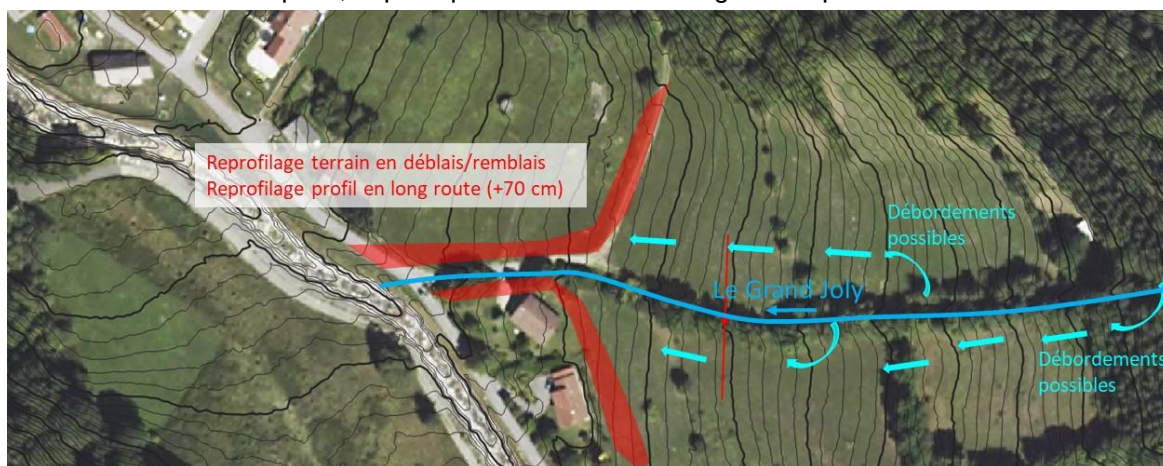 Reprofilage terrain en déblais/remblais
Reprofilage profil en long route (+70 cm)
Débordements
possibles
Le Grand Joly
Débordements
possibles